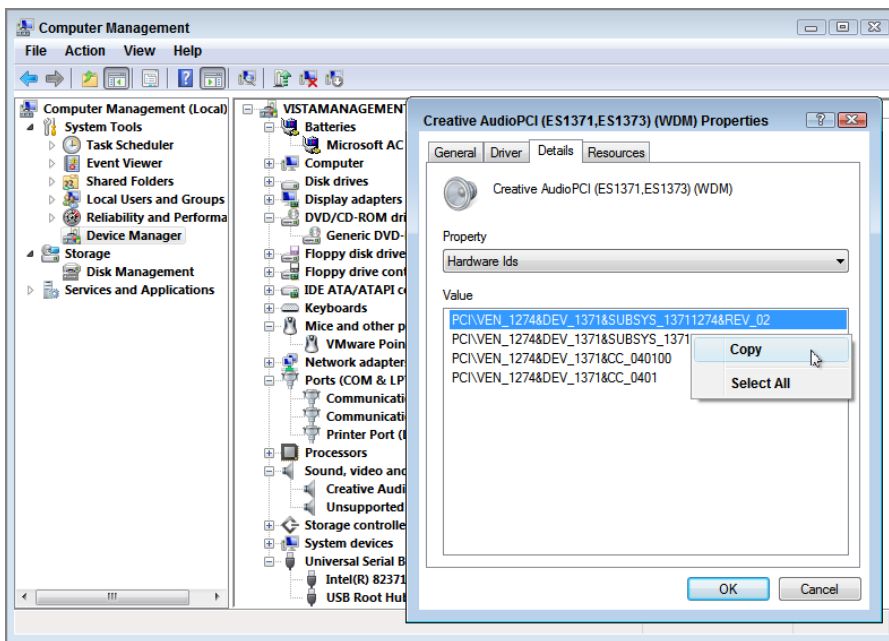 Computer Management
File Action View Help
Computer Management (Local)
System Tools
Task Scheduler
Event Viewer
Shared Folders
Local Users and Groups
Reliability and Performa
Device Manager
Storage
Disk Management
Services and Applications
VISTAMANAGEMENT
Batteries
Microsoft AC
Computer
Disk drives
Display adapters
DVD/CD-ROM dri
Generic DVD-
Floppy disk drive
Floppy drive cont
IDE ATA/ATAPI c
Keyboards
Mice and other p
VMware Poin
Network adapter
Ports (COM & LP
Communicati
Communicati
Printer Port (
Processors
Sound, video and
Creative Audi
Unsupported
Storage controlle
System devices
Universal Serial B
Intel(R) 82371
USB Root Hu
Creative AudioPCI (ES1371,ES1373) (WDM) Properties
General Driver Details Resources
Creative AudioPCI (ES1371,ES1373) (WDM)
Property
Hardware Ids
Value
PCI\VEN_1274&DEV_1371&SUBSYS_13711274&REV_02
PCI\VEN_1274&DEV_1371&SUBSYS_1371
PCI\VEN_1274&DEV_1371&CC_040100
PCI\VEN_1274&DEV_1371&CC_0401
Copy
Select All
OK Cancel